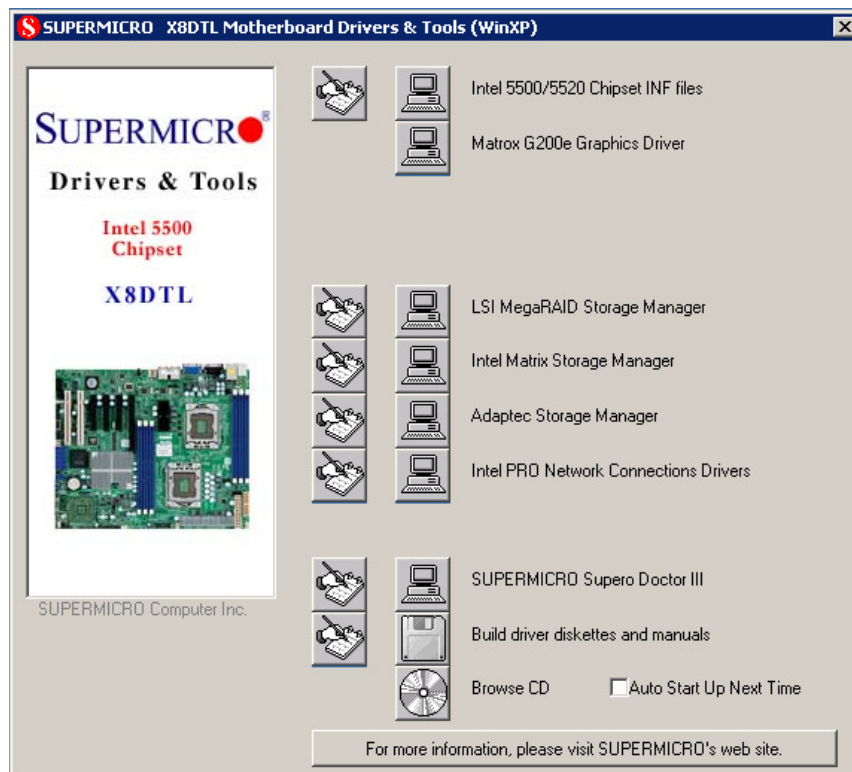 SUPERMICRO X8DTL Motherboard Drivers & Tools (WinXP)
SUPERMICRO®
Drivers & Tools
Intel 5500
Chipset
X8DTL
SUPERMICRO Computer Inc.
Intel 5500/5520 Chipset INF files
Matrox G200e Graphics Driver
LSI MegaRAID Storage Manager
Intel Matrix Storage Manager
Adaptec Storage Manager
Intel PRO Network Connections Drivers
SUPERMICRO Supero Doctor III
Build driver diskettes and manuals
Browse CD Auto Start Up Next Time
For more information, please visit SUPERMICRO's web site.